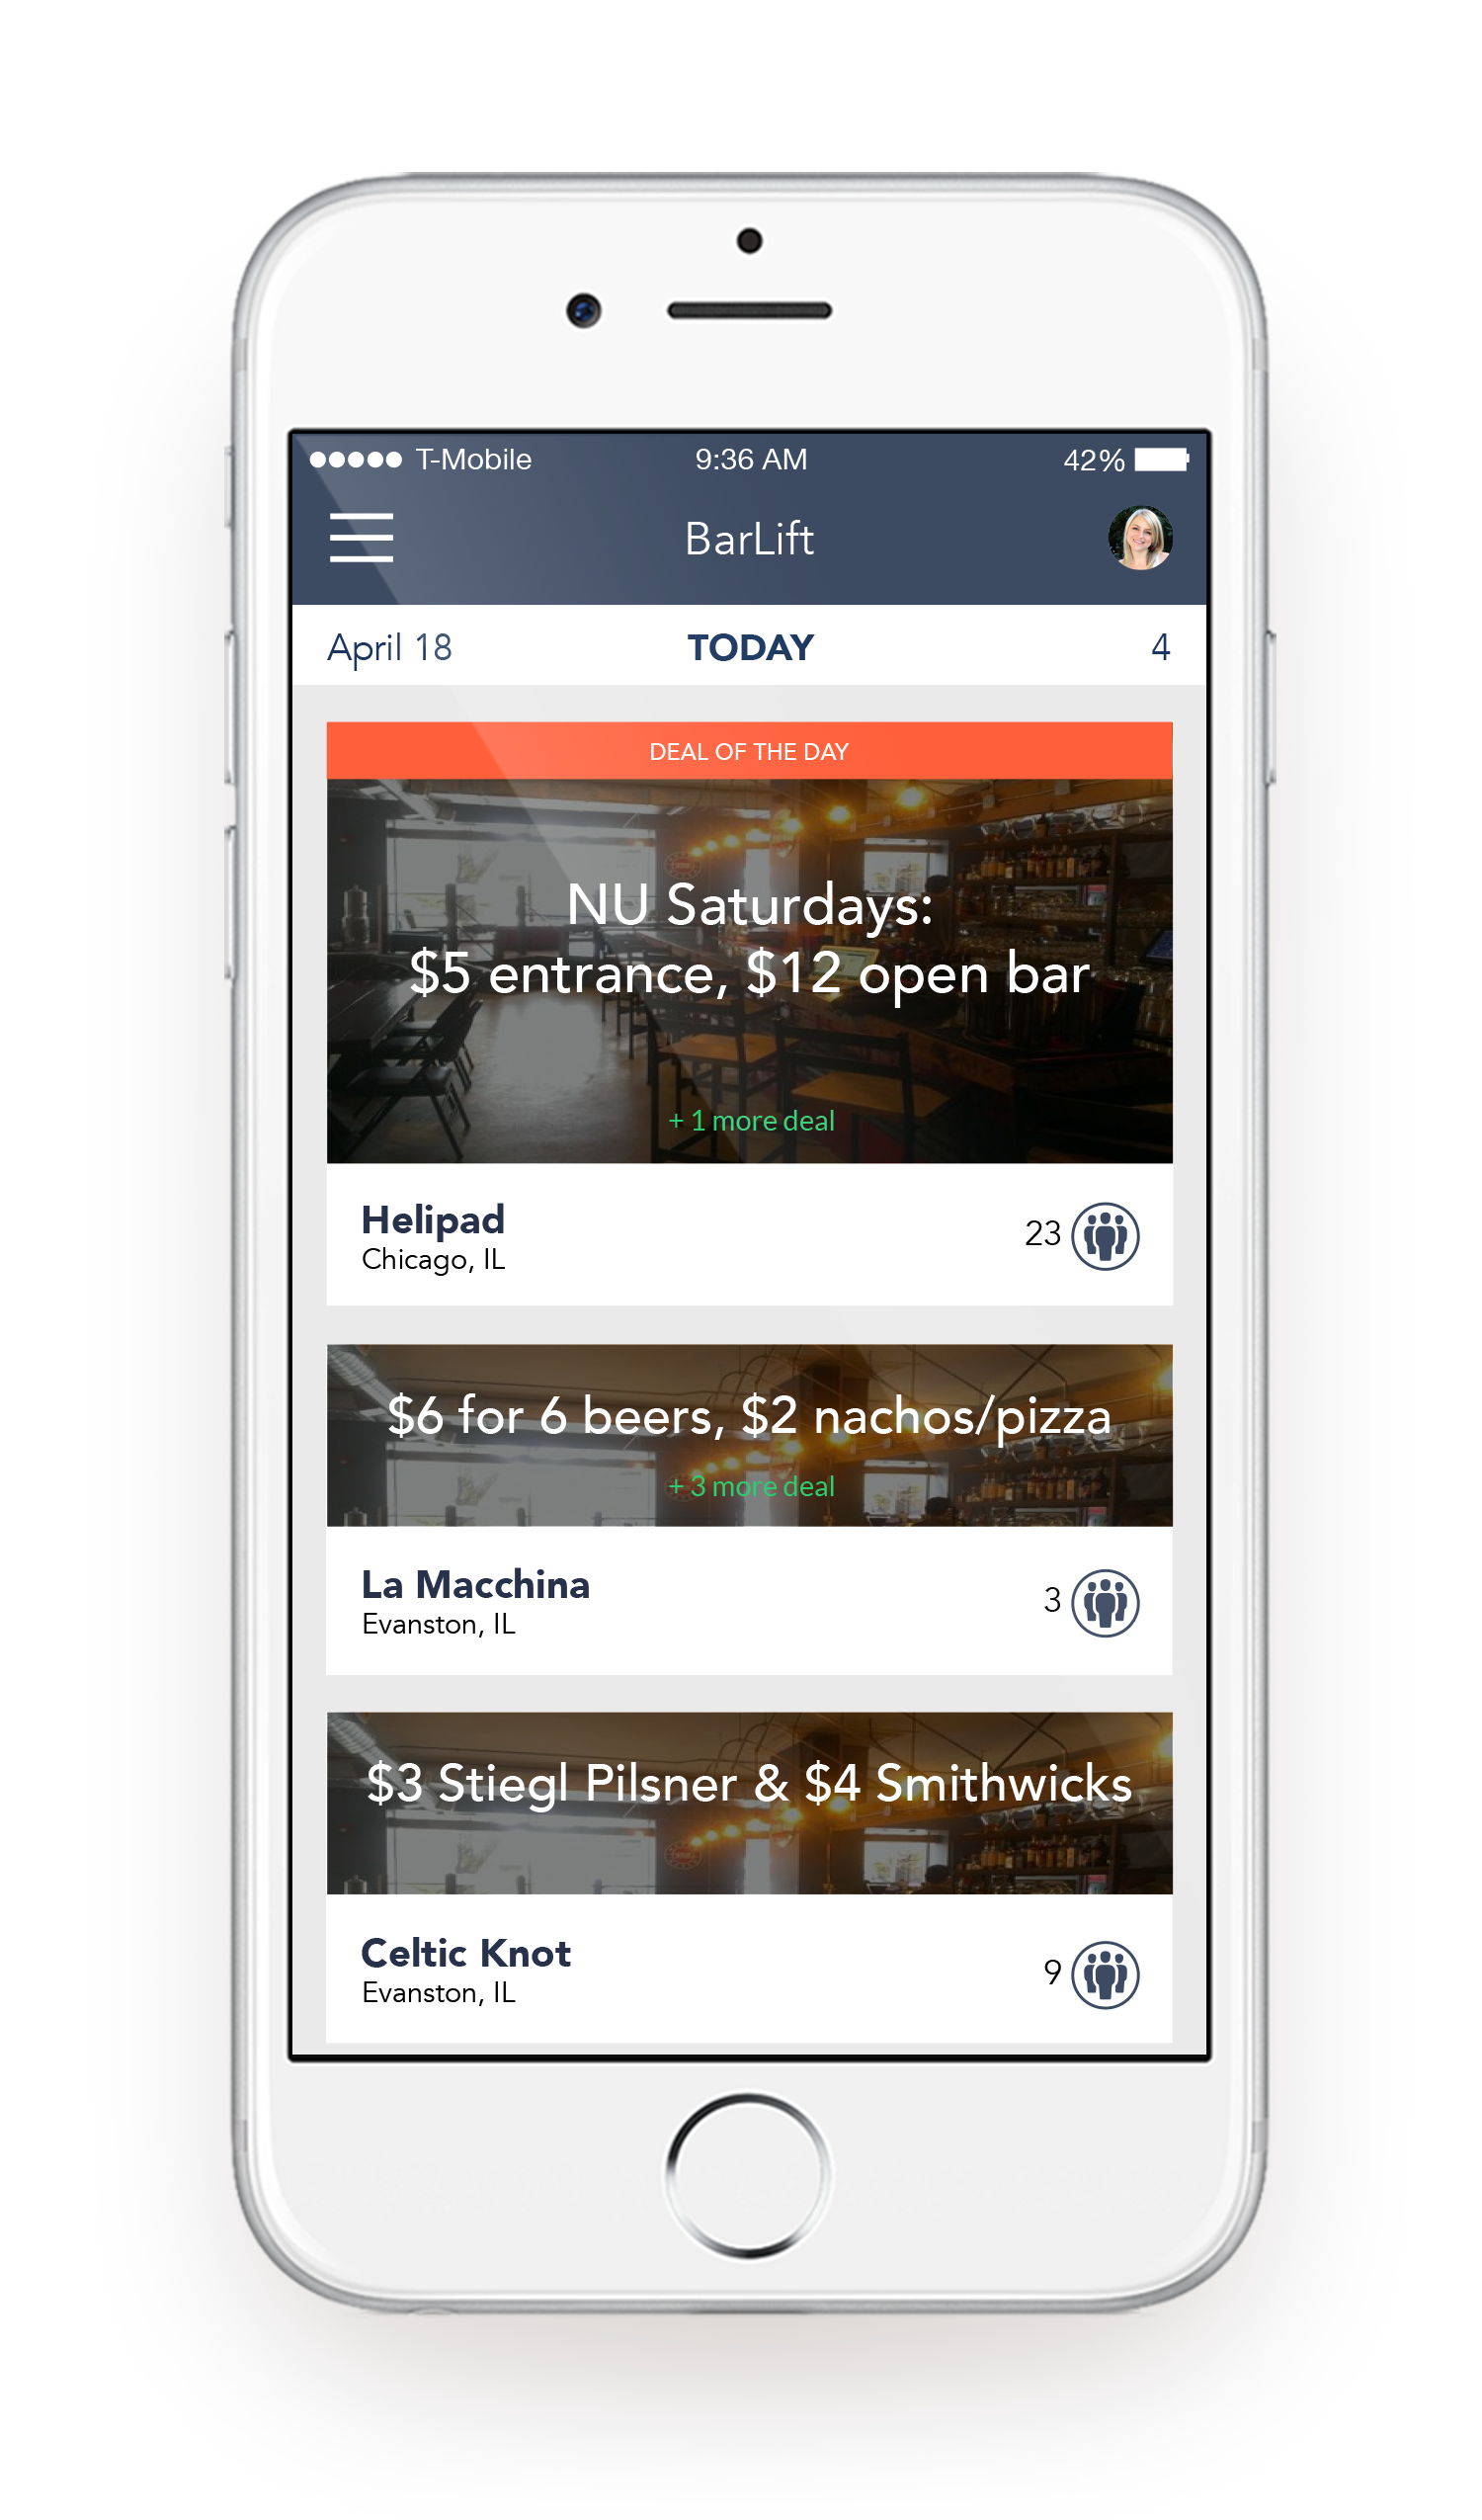 T-Mobile 9:36 AM 42%
BarLift
April 18 TODAY 4
DEAL OF THE DAY
NU Saturdays:
$5 entrance, $12 open bar
+ 1 more deal
Helipad
Chicago, IL
23
$6 for 6 beers, $2 nachos/pizza
+ 3 more deal
La Macchina
Evanston, IL
3
$3 Stiegl Pilsner & $4 Smithwicks
Celtic Knot
Evanston, IL
9